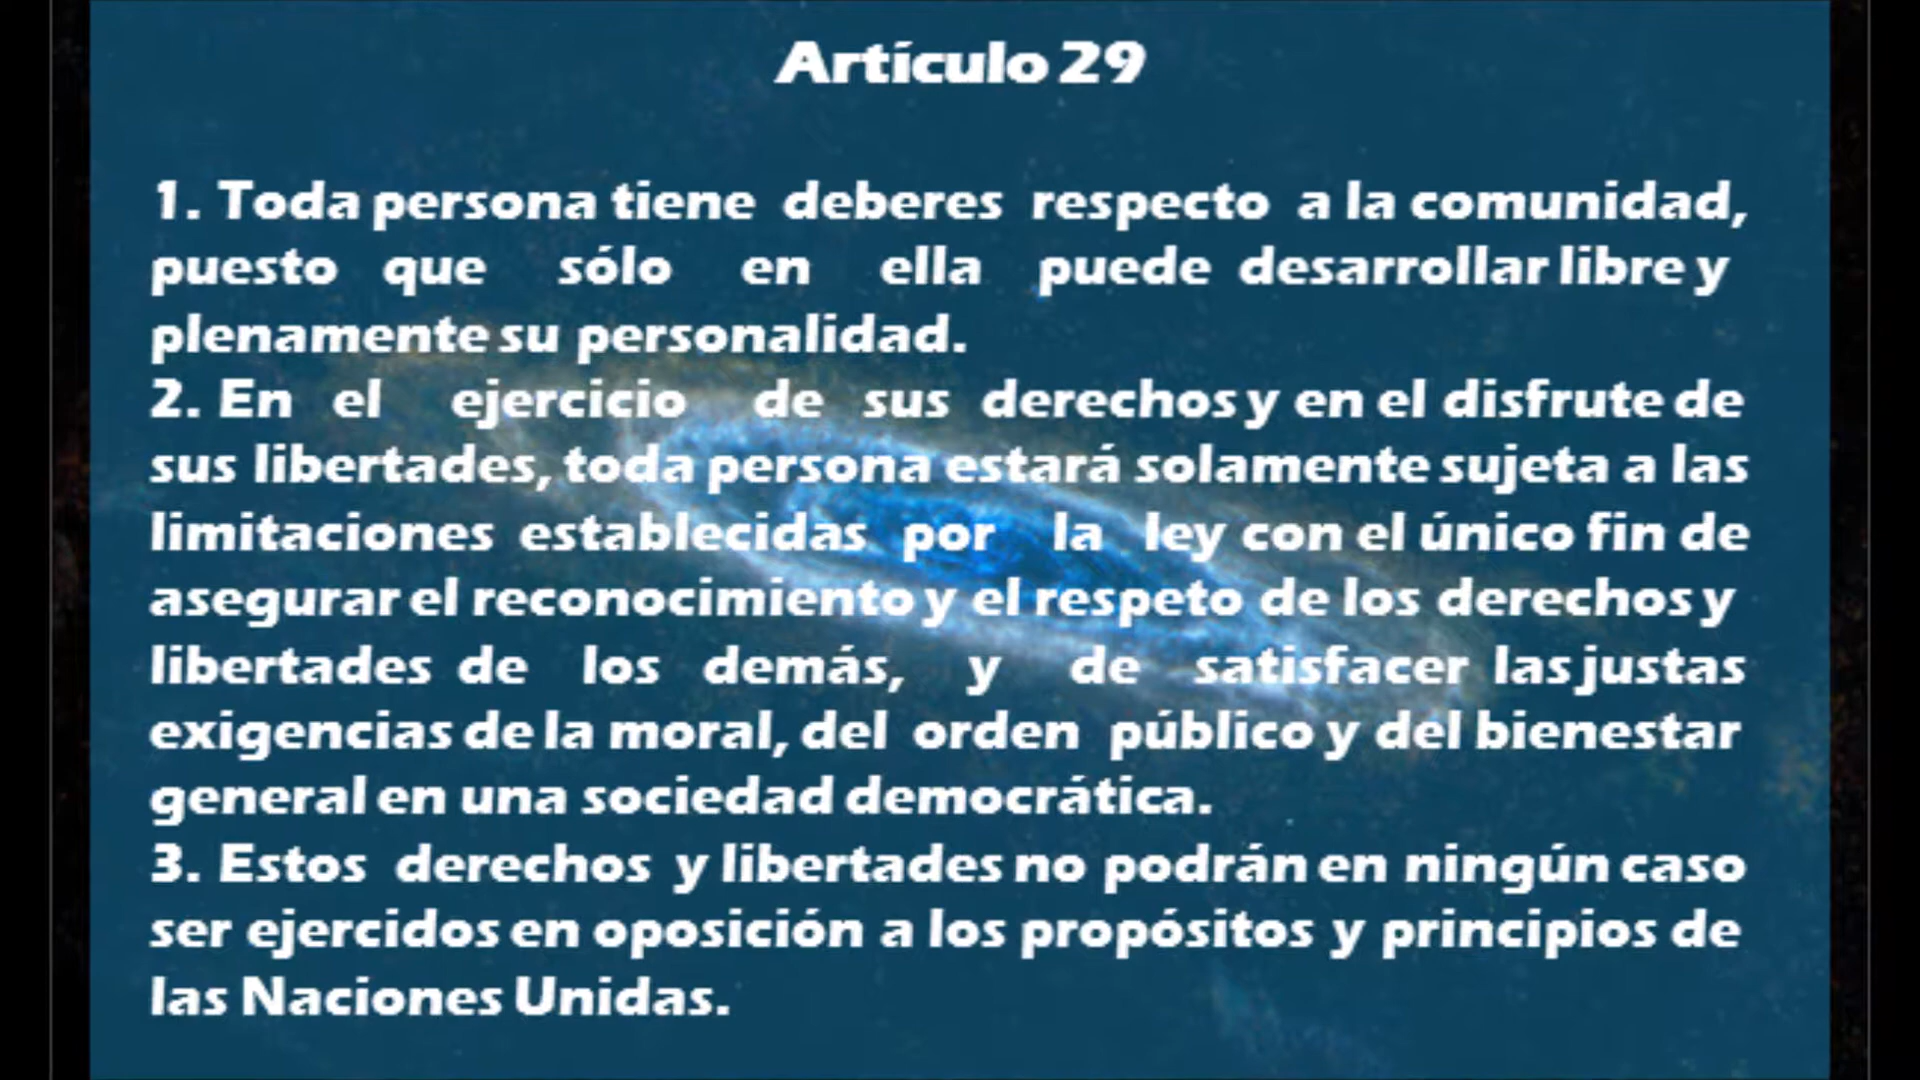 Artículo 29
1. Toda persona tiene deberes respecto a la comunidad,
puesto que sólo en ella puede desarrollar libre y
plenamente su personalidad.
2. En el ejercicio de sus derechos y en el disfrute de
sus libertades, toda persona estará solamente sujeta a las
limitaciones establecidas por la ley con el único fin de
asegurar el reconocimiento y el respeto de los derechos y
libertades de los demás, y de satisfacer las justas
exigencias de la moral, del orden público y del bienestar
general en una sociedad democrática.
3. Estos derechos y libertades no podrán en ningún caso
ser ejercidos en oposición a los propósitos y principios de
las Naciones Unidas.